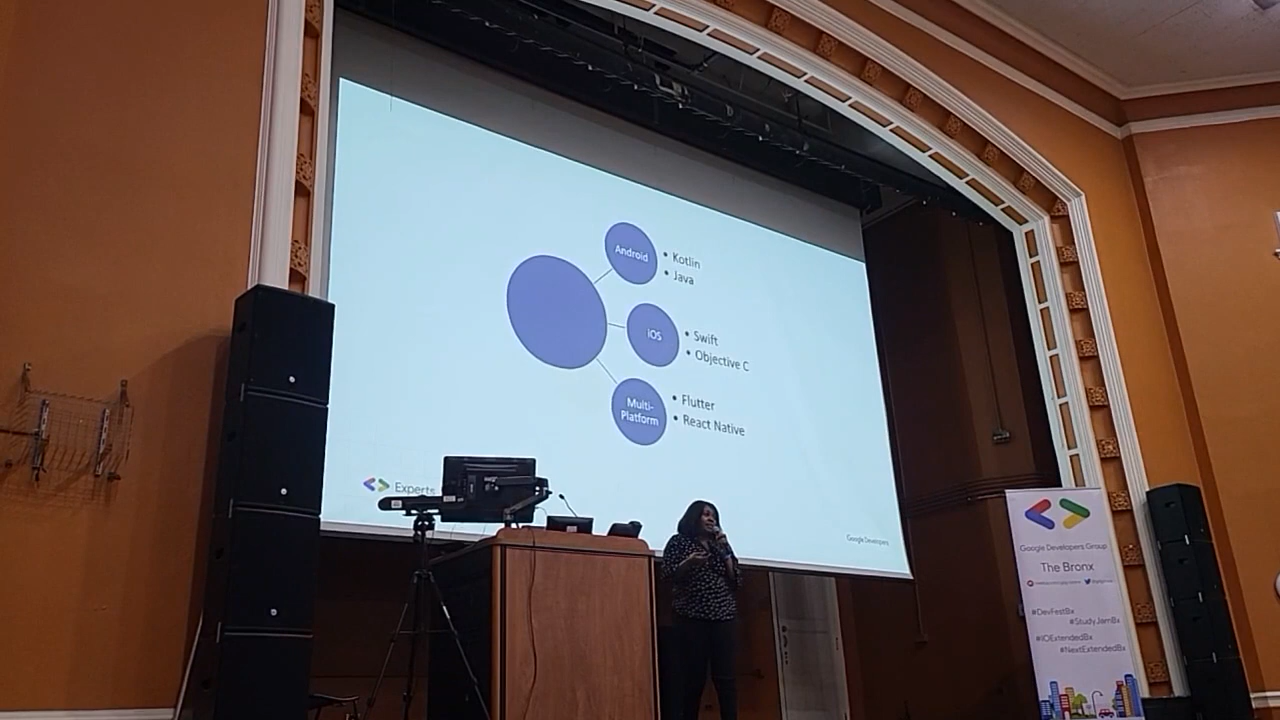 Android
• Kotlin
• Java
iOS
• Swift
• Objective C
Multi-
Platform
• Flutter
• React Native
Experts
Google Developers
Google Developers Group
The Bronx
#DevFestBx
#StudyJamBx
#IOExtendedBx
#NextExtendedBx